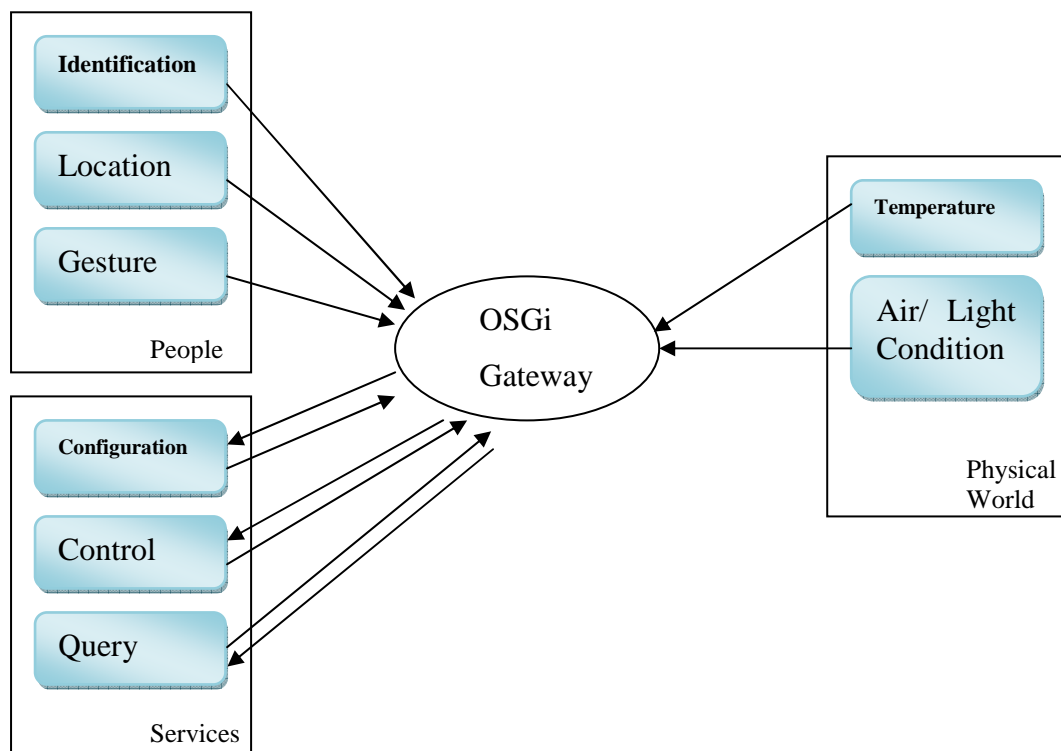 Identification
Location
Gesture
People
Configuration
Control
Query
Services
OSGi
Gateway
Temperature
Air/ Light
Condition
Physical
World